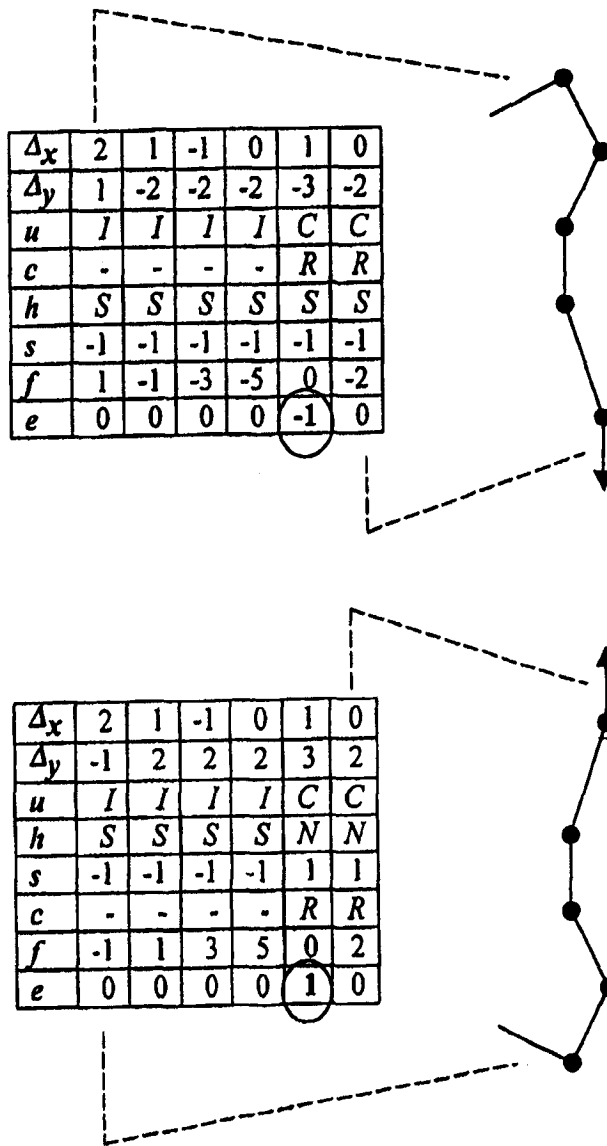 Δx 2 1 -1 0 1 0
Δy 1 -2 -2 -2 -3 -2
u I I I I C C
c - - - - R R
h S S S S S S
s -1 -1 -1 -1 -1 -1
f 1 -1 -3 -5 0 -2
e 0 0 0 0 -1 0
Δx 2 1 -1 0 1 0
Δy -1 2 2 2 3 2
u I I I I C C
h S S S S N N
s -1 -1 -1 -1 1 1
c - - - - R R
f -1 1 3 5 0 2
e 0 0 0 0 1 0